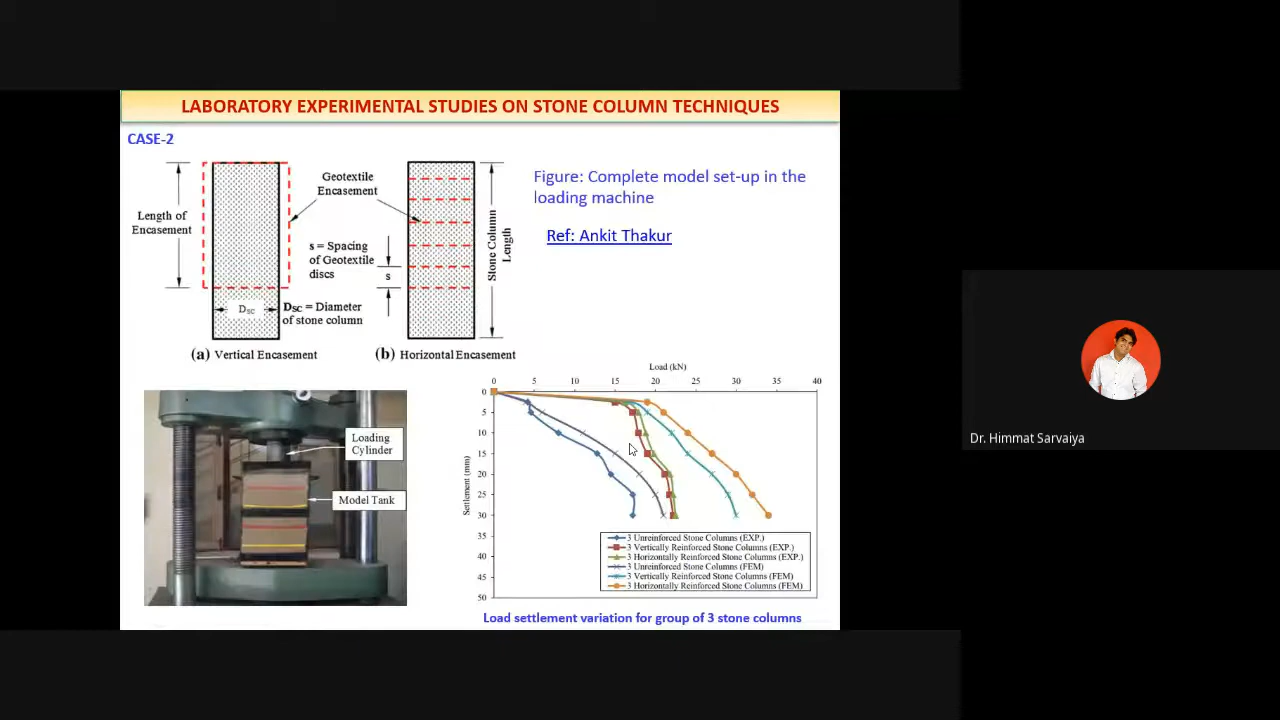 LABORATORY EXPERIMENTAL STUDIES ON STONE COLUMN TECHNIQUES
CASE-2
Length of
Encasement
Geotextile
Encasement
s = Spacing
of Geotextile
discs
s
Dsc
Dsc = Diameter
of stone column
Stone Column
Length
(a) Vertical Encasement
(b) Horizontal Encasement
Figure: Complete model set-up in the
loading machine
Ref: Ankit Thakur
Loading
Cylinder
Model Tank
Load (kN)
0 5 10 15 20 25 30 35 40
Settlement (mm)
0
5
10
15
20
25
30
35
40
45
50
3 Unreinforced Stone Columns (EXP.)
3 Vertically Reinforced Stone Columns (EXP.)
3 Horizontally Reinforced Stone Columns (EXP.)
3 Unreinforced Stone Columns (FEM)
3 Vertically Reinforced Stone Columns (FEM)
3 Horizontally Reinforced Stone Columns (FEM)
Load settlement variation for group of 3 stone columns
Dr. Himmat Sarvaiya